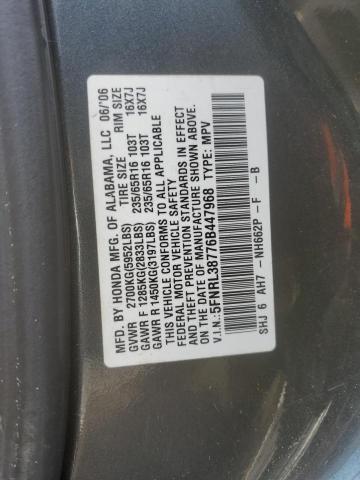 MFD. BY HONDA MFG. OF ALABAMA, LLC 06/'06
TIRE SIZE RIM SIZE
GVWR 2700KG(5952LBS)
GAWR F 1285KG(2833LBS) 235/65R16 103T 16X7J
GAWR R 1450KG(3197LBS) 235/65R16 103T 16X7J
THIS VEHICLE CONFORMS TO ALL APPLICABLE
FEDERAL MOTOR VEHICLE SAFETY STANDARDS IN EFFECT
AND THEFT PREVENTION STANDARDS IN EFFECT
ON THE DATE OF MANUFACTURE SHOWN ABOVE.
V.I.N.: 5FNRL38776B447968 TYPE: MPV
SHJ 6 AH7 - NH662P - F - B